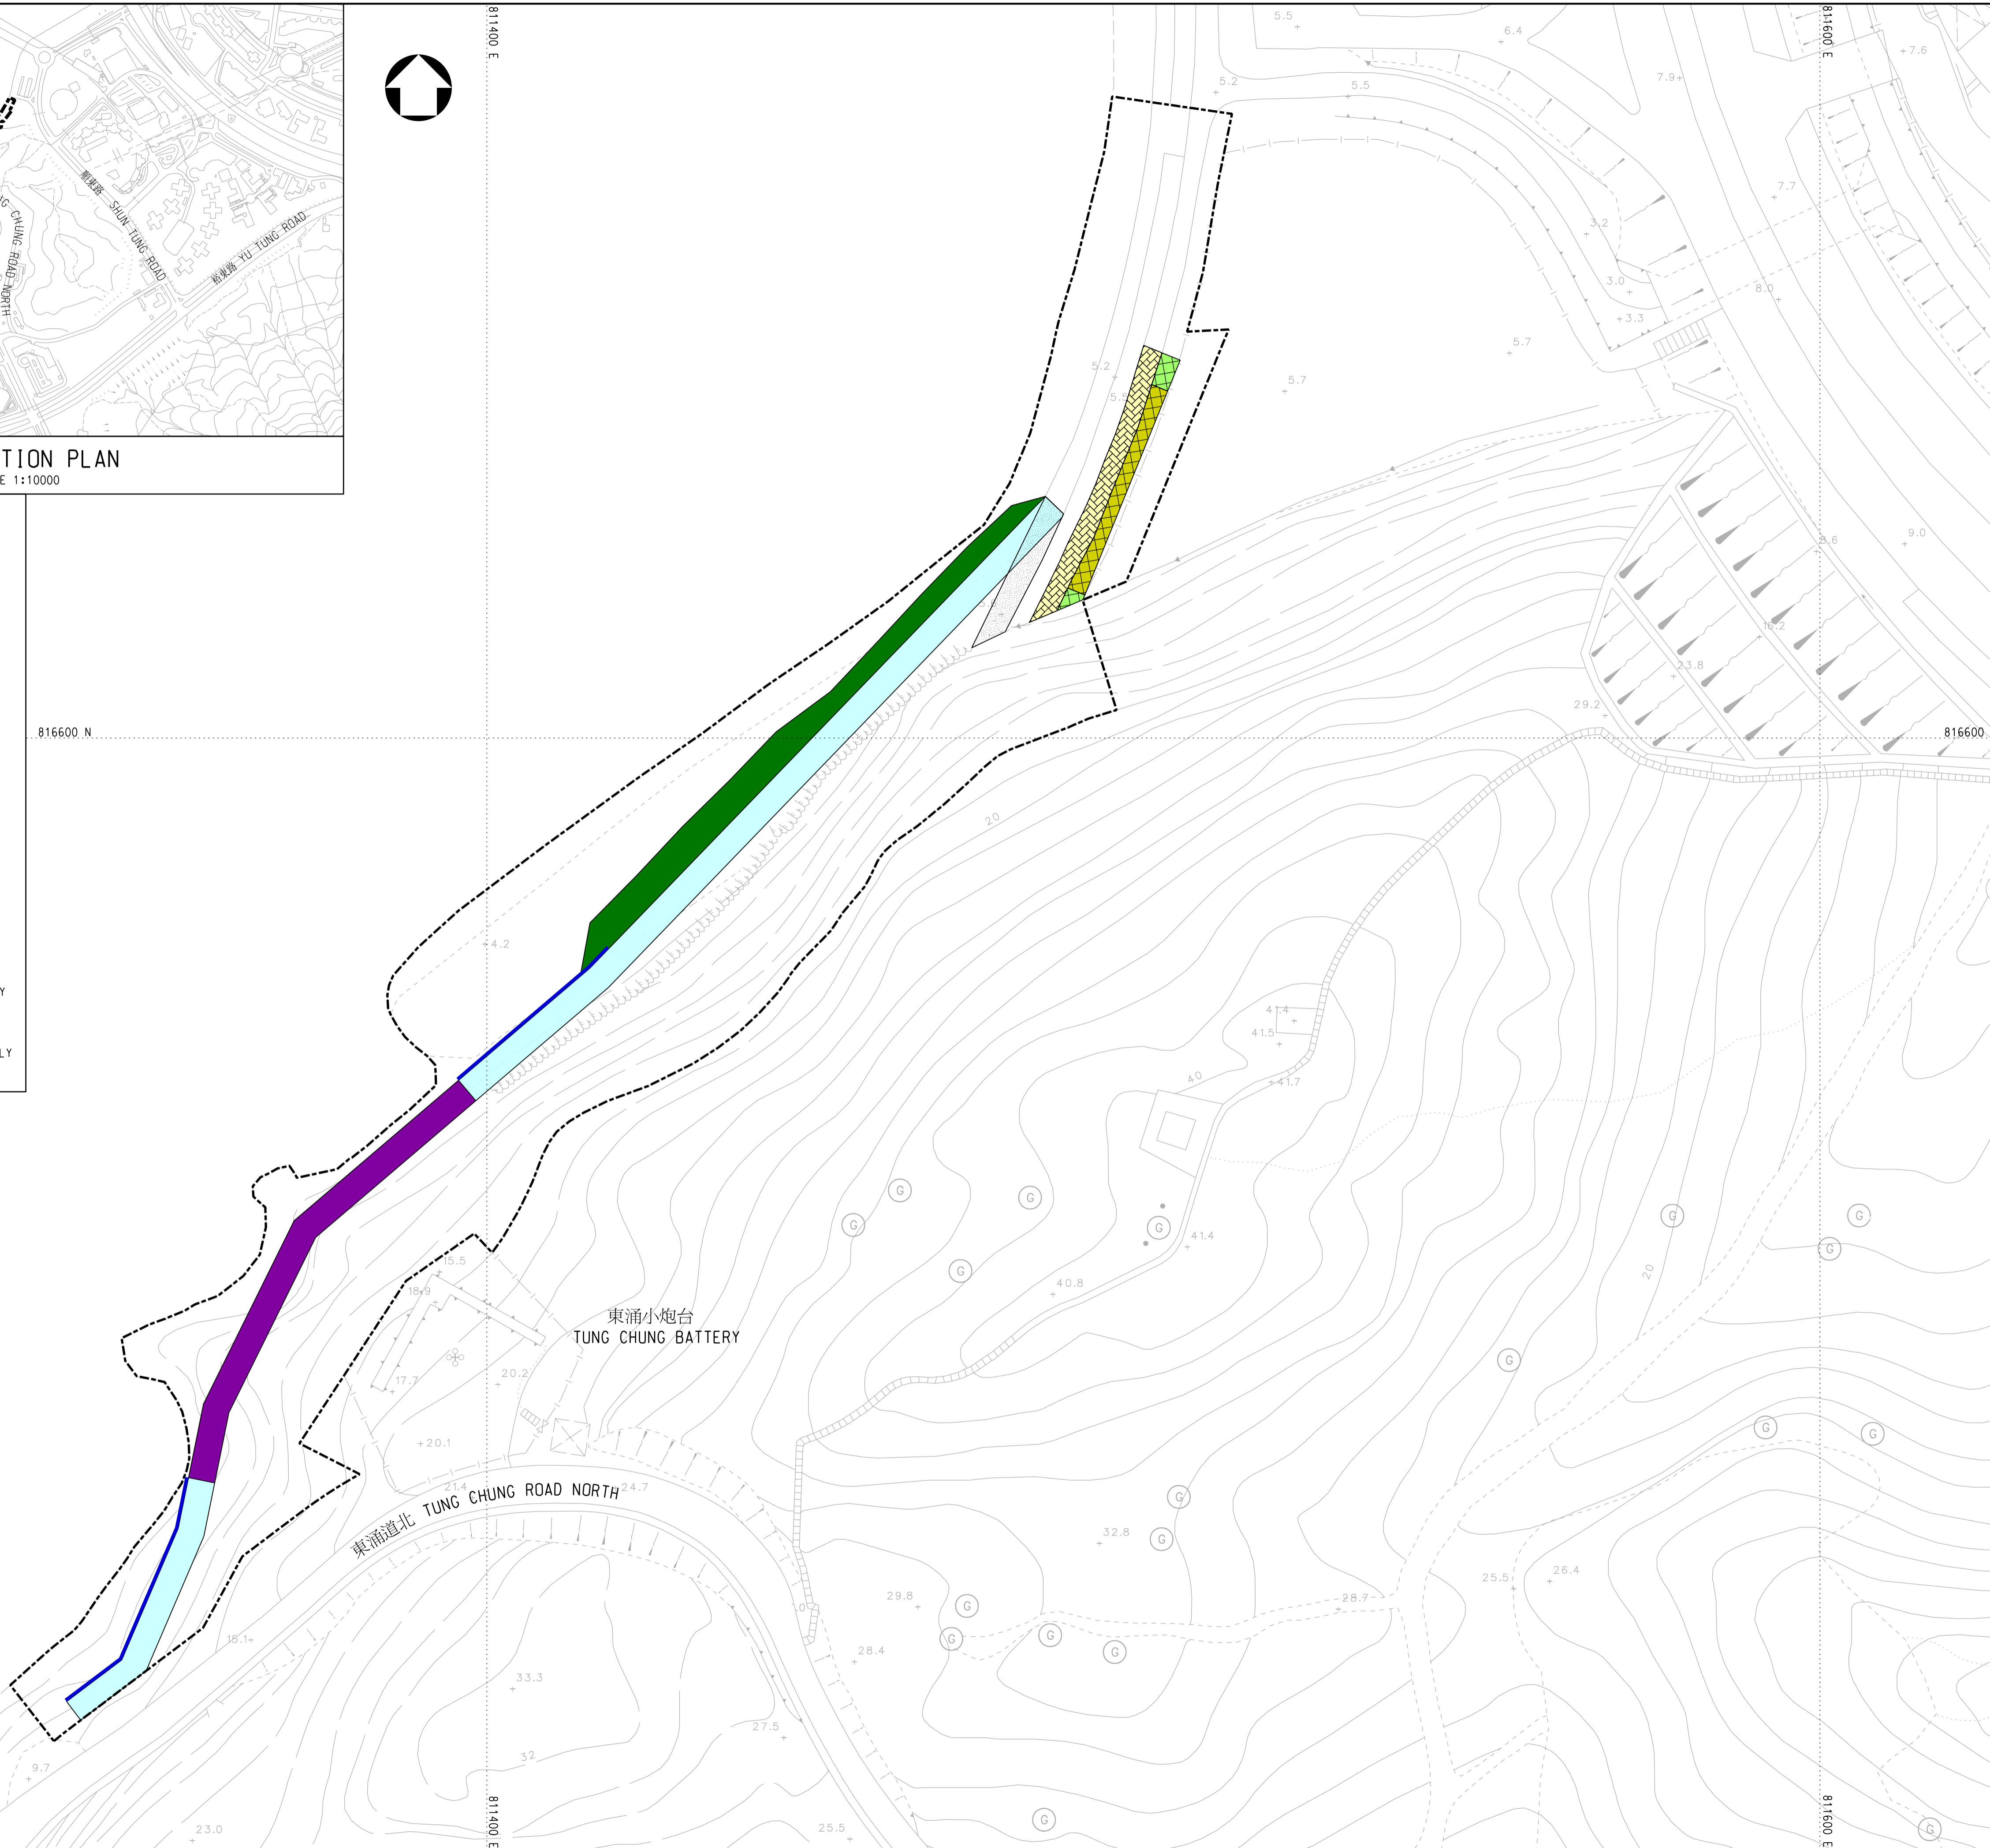 811400 E
811600 E
5.5
6.4
7.6
7.9
5.2
5.5
7.7
順東路
SHUN TUNG ROAD
裕東路 YU TUNG ROAD
G CHUNG ROAD NORTH
3.2
3.0
3.3
8.0
5.7
5.7
5.2
5.5
TION PLAN
E 1:10000
9.0
16.2
23.8
29.2
816600 N
816600
20
4.2
Y
LY
41.4
41.5
41.7
40
G
G
G
G
G
G
G
G
41.4
15.5
18.9
40.8
20
東涌小炮台
TUNG CHUNG BATTERY
17.7
20.2
G
20.1
G
G
21.4
24.7
東涌道北 TUNG CHUNG ROAD NORTH
G
G
32.8
25.5
26.4
29.8
28.7
G
G
G
G
15.1
28.4
33.3
27.5
32
9.7
23.0
25.5
G
G
811400 E
811600 E